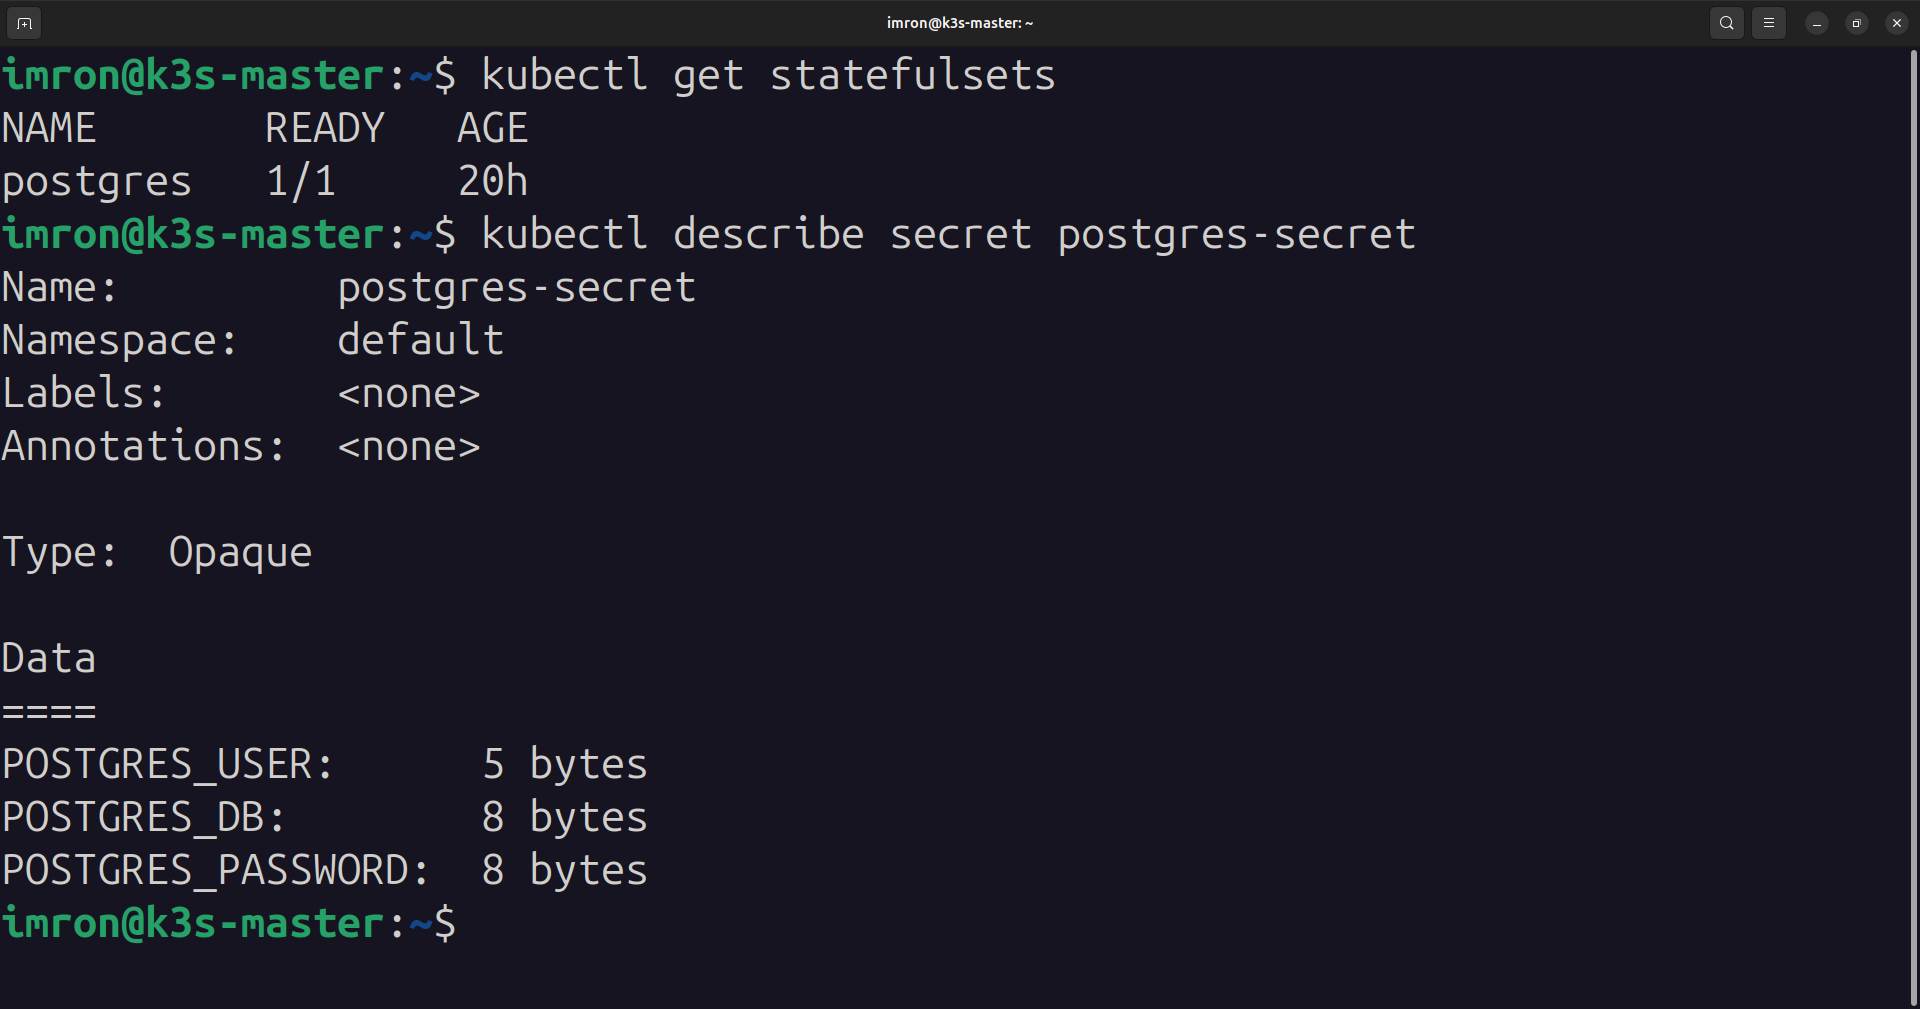 imron@k3s-master: ~
imron@k3s-master:~$ kubectl get statefulsets
NAME       READY   AGE
postgres   1/1     20h
imron@k3s-master:~$ kubectl describe secret postgres-secret
Name:         postgres-secret
Namespace:    default
Labels:       <none>
Annotations:  <none>
Type:  Opaque
Data
====
POSTGRES_USER:      5 bytes
POSTGRES_DB:        8 bytes
POSTGRES_PASSWORD:  8 bytes
imron@k3s-master:~$